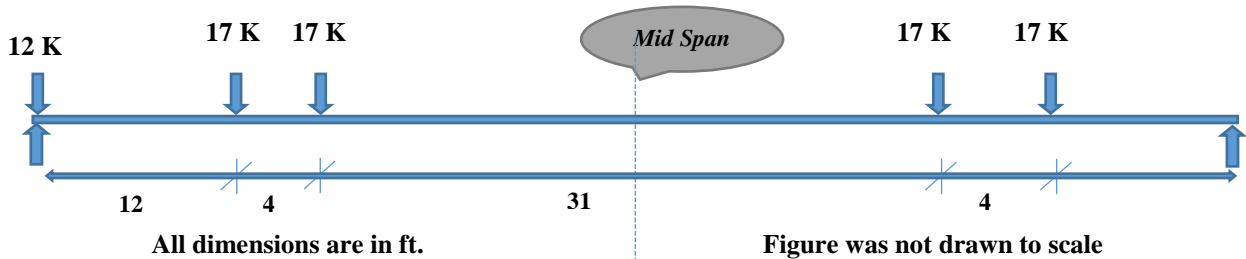 12 K
17 K
17 K
Mid Span
17 K
17 K
12
4
31
4
All dimensions are in ft.
Figure was not drawn to scale